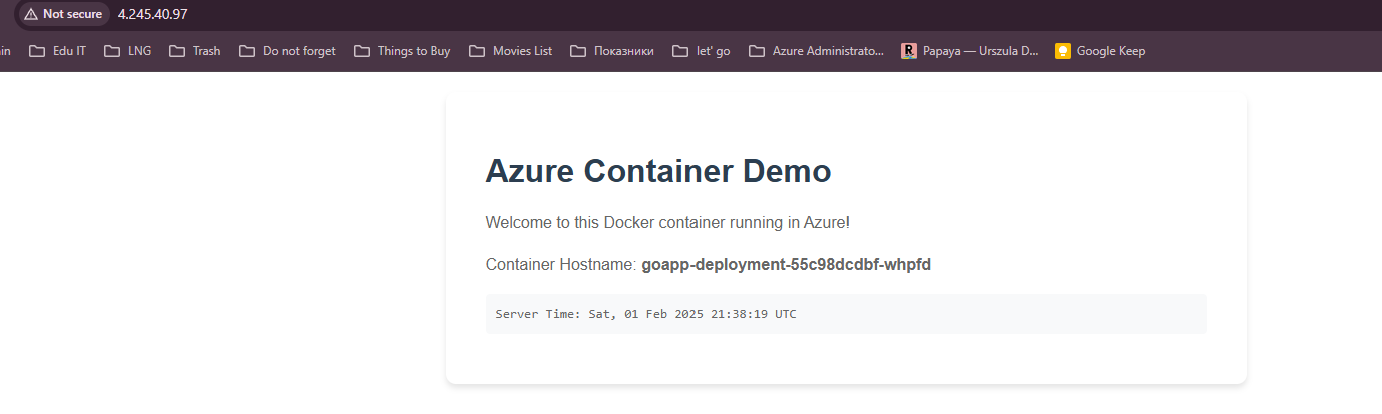 Not secure 4.245.40.97
in Edu IT LNG Trash Do not forget Things to Buy Movies List Показники let' go Azure Administrato... Papaya — Urszula D... Google Keep
Azure Container Demo
Welcome to this Docker container running in Azure!
Container Hostname: goapp-deployment-55c98dcdbf-whpfd
Server Time: Sat, 01 Feb 2025 21:38:19 UTC